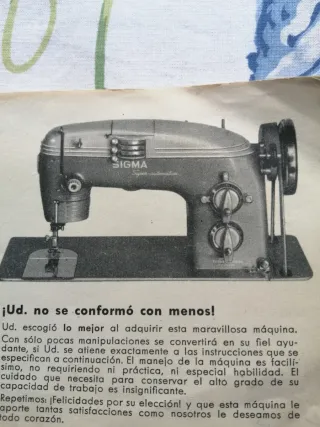 SIGMA
Super-automatic
¡Ud. no se conformó con menos!
Ud. escogió lo mejor al adquirir esta maravillosa máquina.
Con sólo pocas manipulaciones se convertirá en su fiel ayu-
dante, si Ud. se atiene exactamente a las instrucciones que se
especifican a continuación. El manejo de la máquina es facilí-
simo, no requiriendo ni práctica, ni especial habilidad. El
cuidado que necesita para conservar el alto grado de su
capacidad de trabajo es insignificante.
Repetimos: ¡Felicidades por su elección! y que esta máquina le
aporte tantas satisfacciones como nosotros le deseamos de
todo corazón.